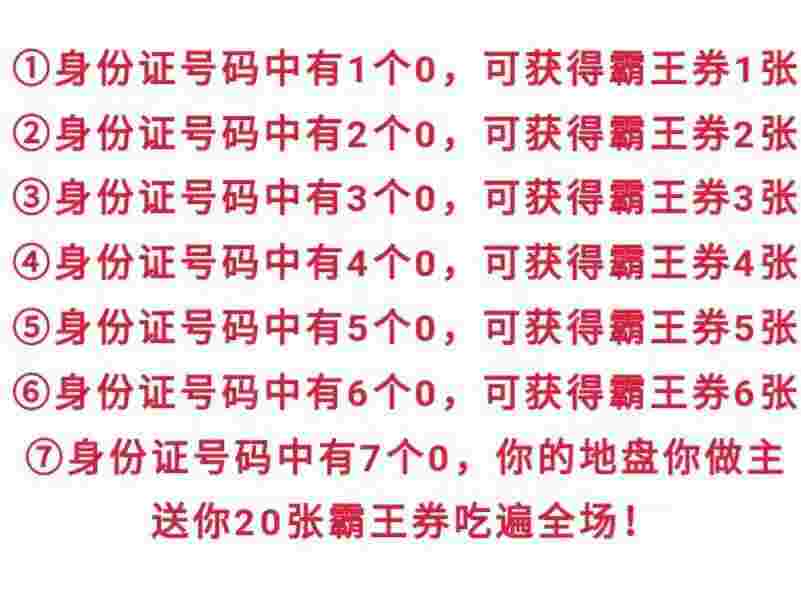 ①身份证号码中有1个0，可获得霸王券1张
②身份证号码中有2个0，可获得霸王券2张
③身份证号码中有3个0，可获得霸王券3张
④身份证号码中有4个0，可获得霸王券4张
⑤身份证号码中有5个0，可获得霸王券5张
⑥身份证号码中有6个0，可获得霸王券6张
⑦身份证号码中有7个0，你的地盘你做主
送你20张霸王券吃遍全场！